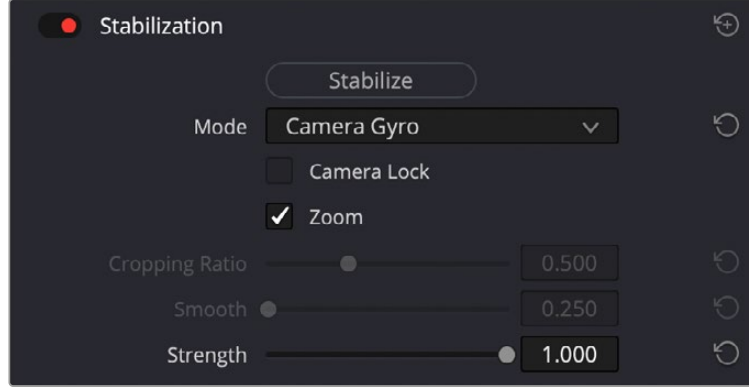 Stabilization
Stabilize
Mode Camera Gyro
Camera Lock
Zoom
Cropping Ratio 0.500
Smooth 0.250
Strength 1.000